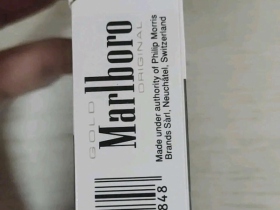 GOLD
Marlboro
ORIGINAL
Made under authority of Philip Morris
Brands Sàrl, Neuchâtel, Switzerland
848